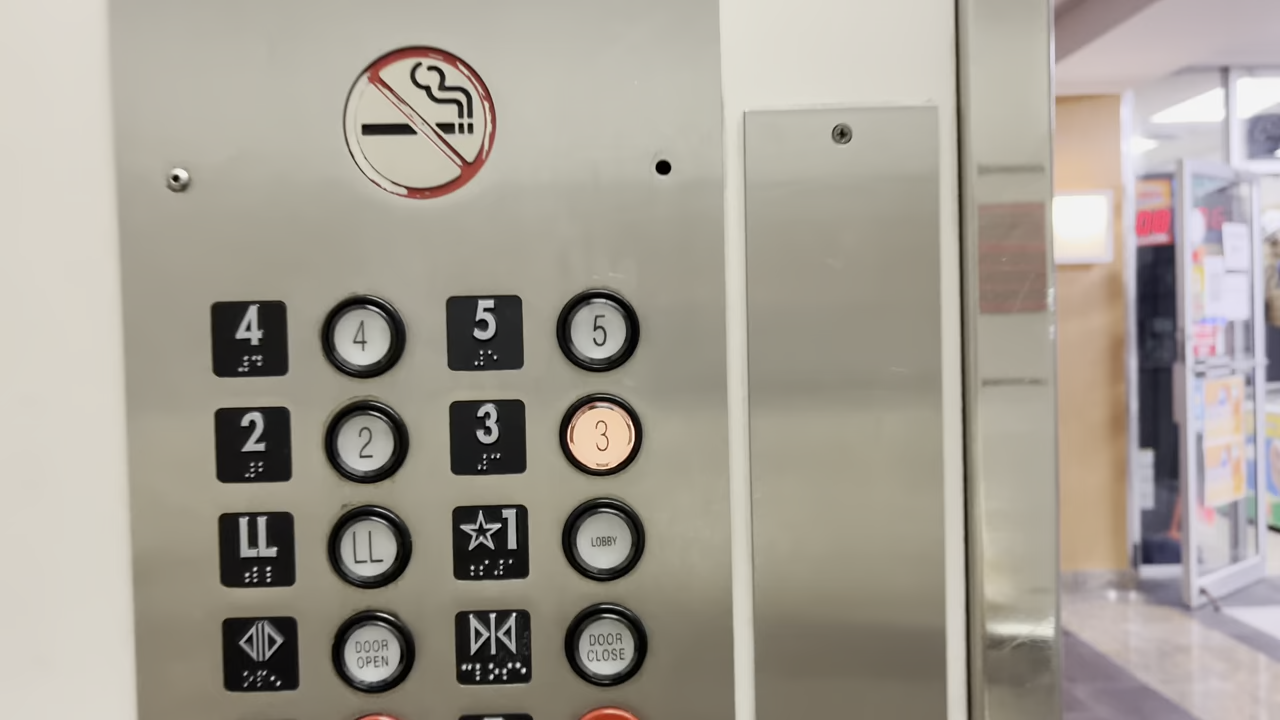 4 4 5 5
2 2 3 3
LL LL ☆1 LOBBY
DOOR OPEN DOOR CLOSE